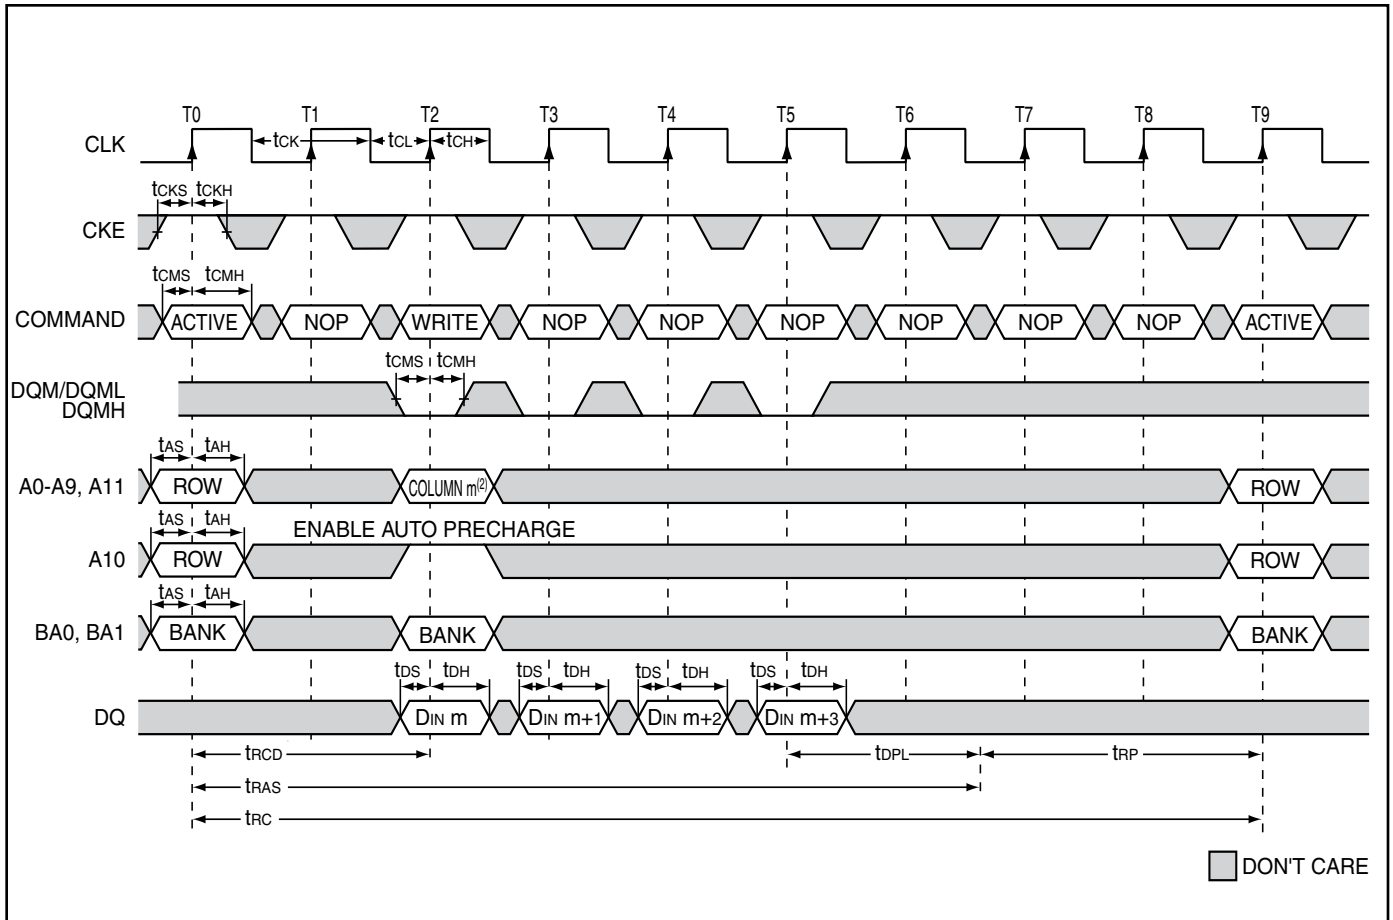 T0 T1 T2 T3 T4 T5 T6 T7 T8 T9
CLK tCK tCL tCH
tCKS tCKH
CKE
tCMS tCMH
COMMAND ACTIVE NOP WRITE NOP NOP NOP NOP NOP NOP ACTIVE
tCMS tCMH
DQM/DQML
DQMH
tAS tAH
A0-A9, A11 ROW COLUMN m(2) ROW
tAS tAH ENABLE AUTO PRECHARGE
A10 ROW ROW
tAS tAH
BA0, BA1 BANK BANK BANK
tDS tDH tDS tDH tDS tDH tDS tDH
DQ DIN m DIN m+1 DIN m+2 DIN m+3
tRCD tDPL tRP
tRAS
tRC
DON'T CARE